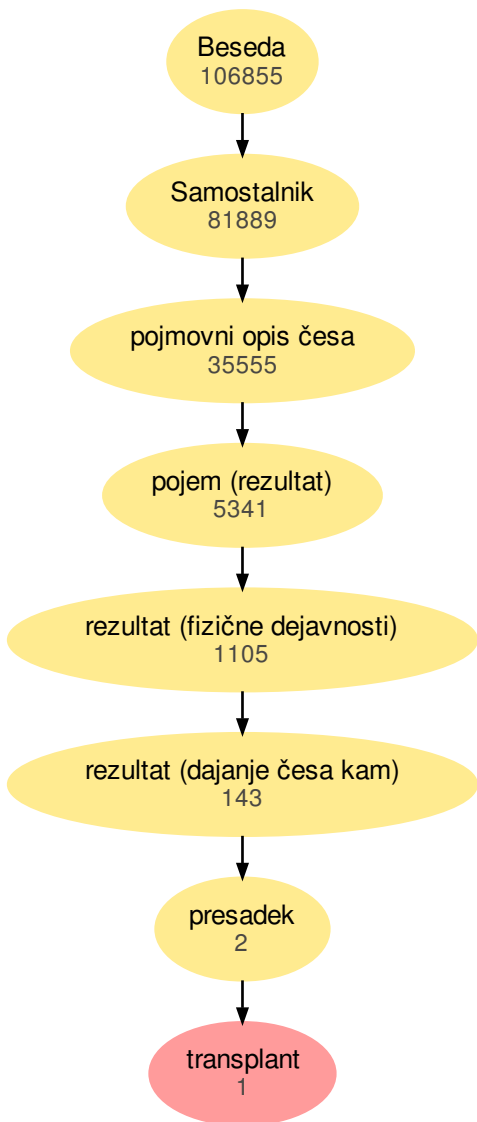 Beseda
106855
Samostalnik
81889
pojmovni opis česa
35555
pojem (rezultat)
5341
rezultat (fizične dejavnosti)
1105
rezultat (dajanje česa kam)
143
presadek
2
transplant
1